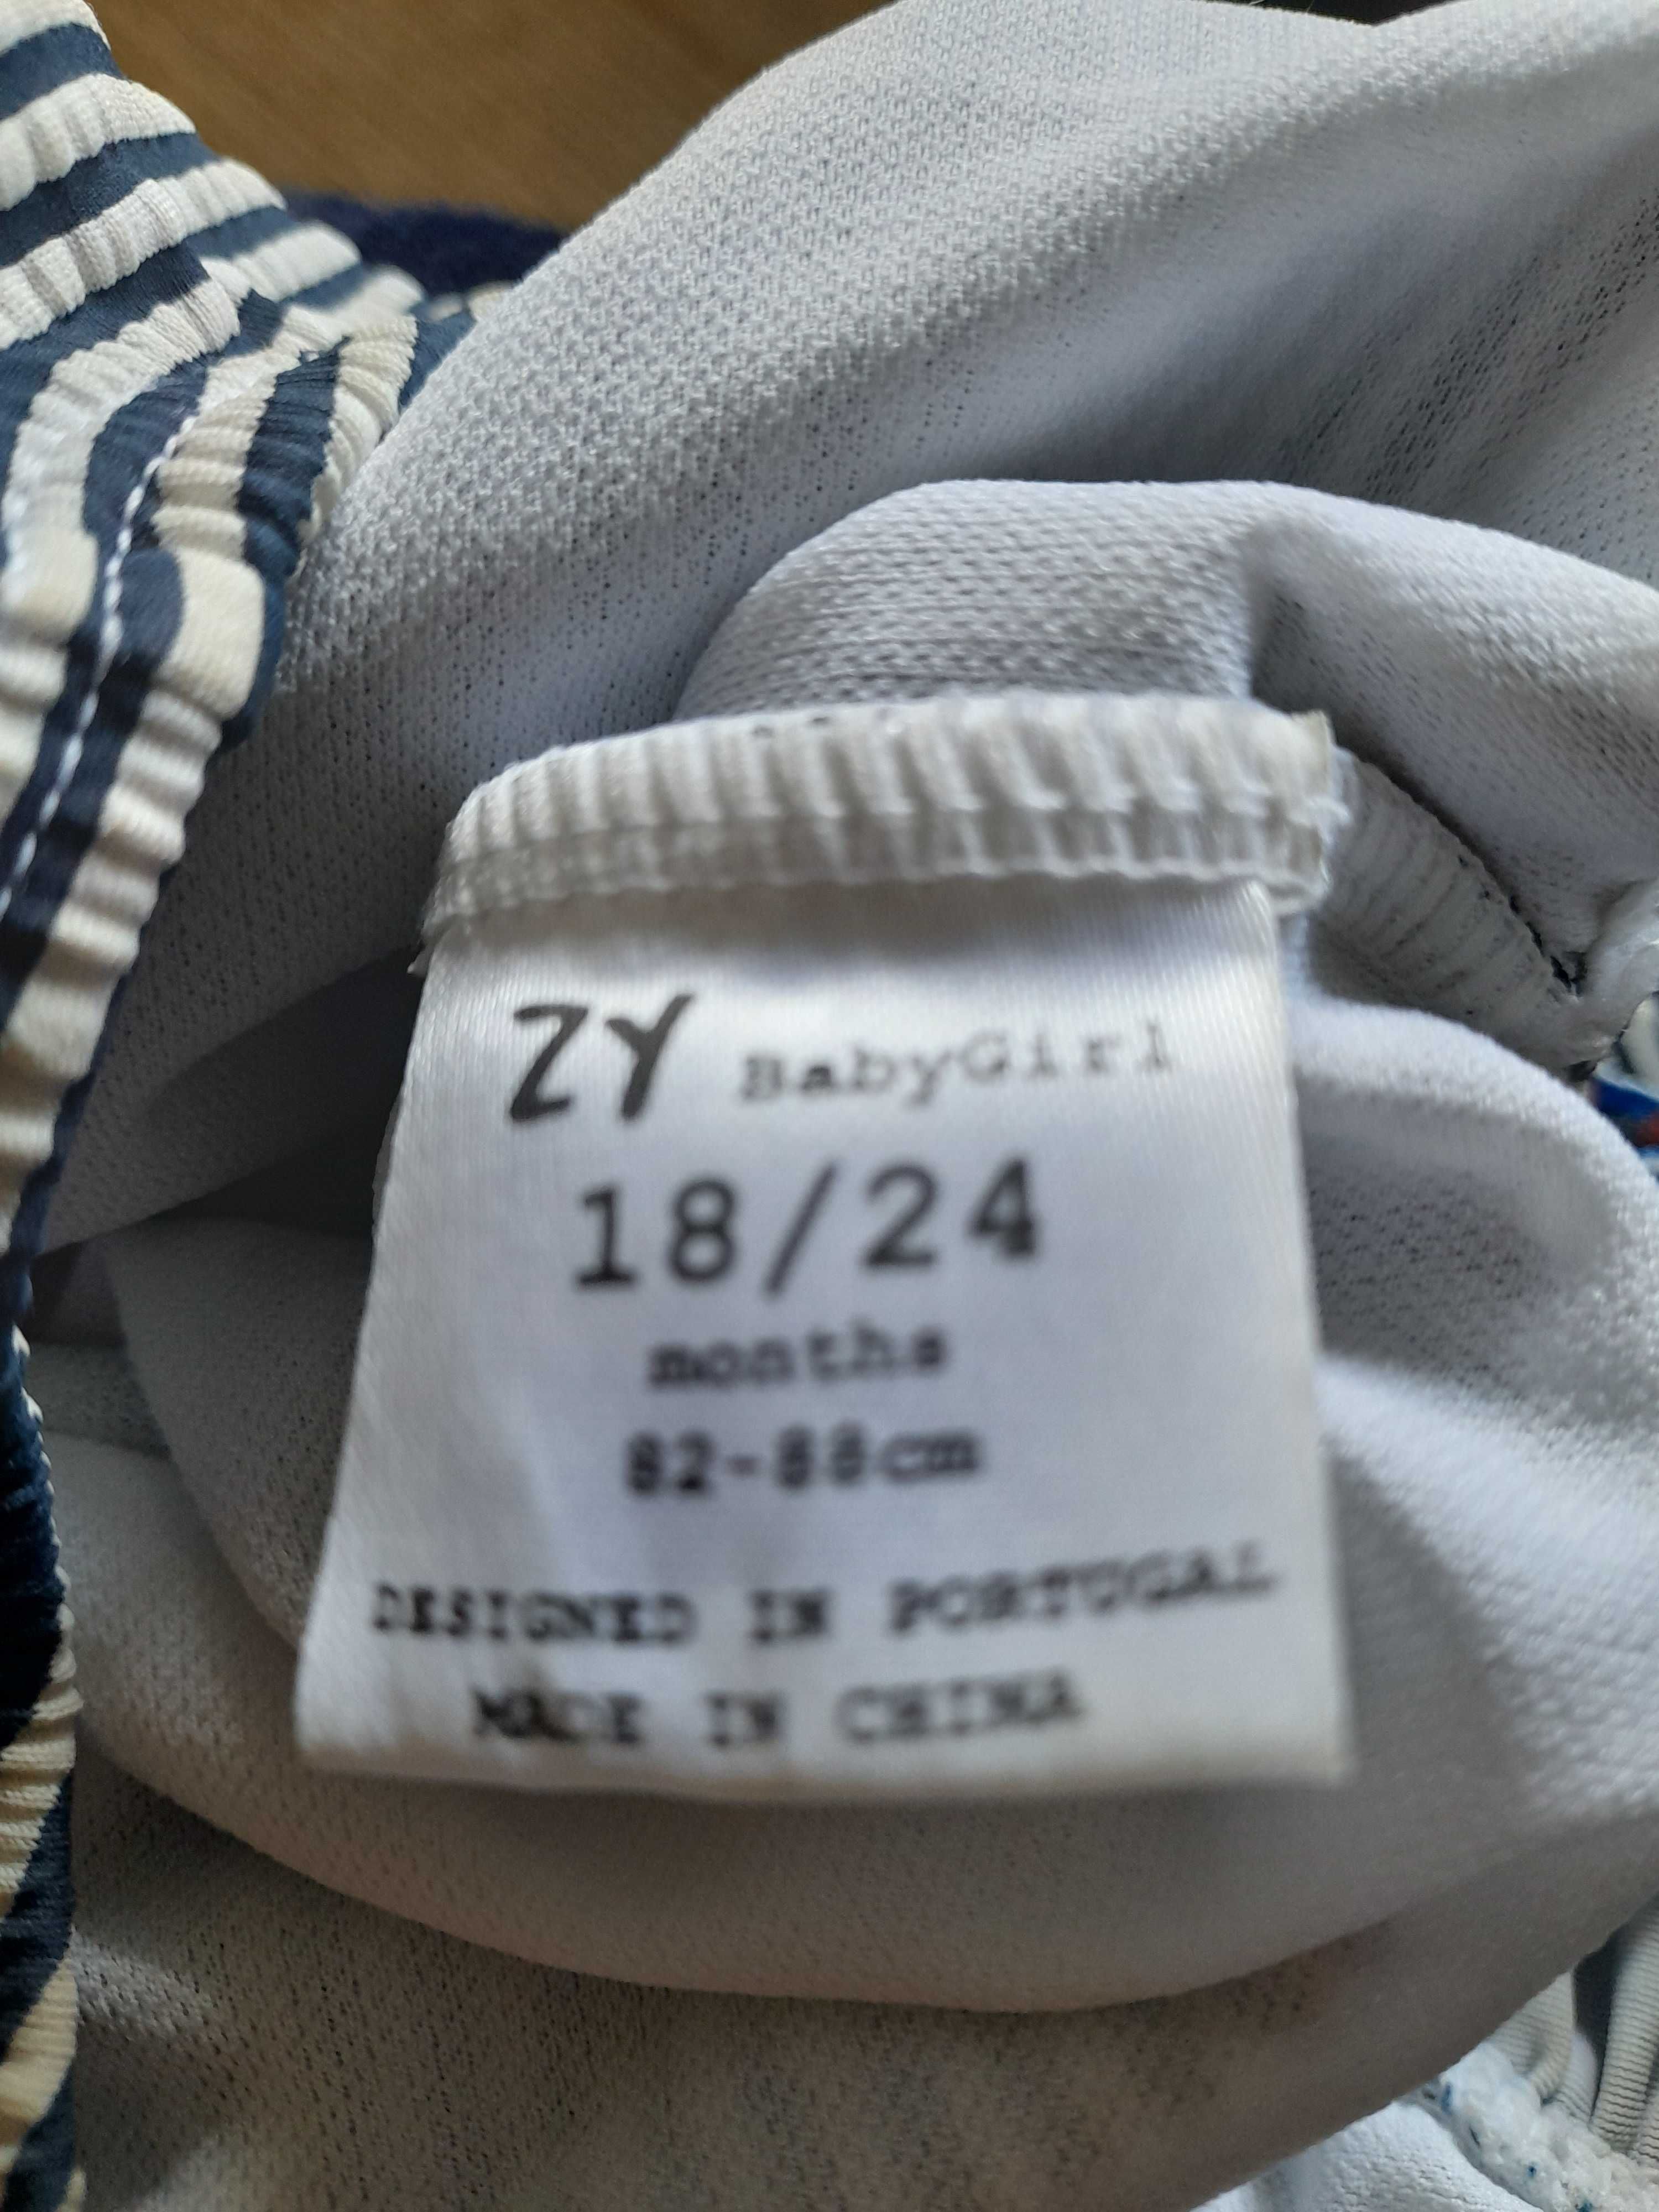 ZY BabyGirl
18/24
months
82-88cm
DESIGNED IN PORTUGAL
MADE IN CHINA